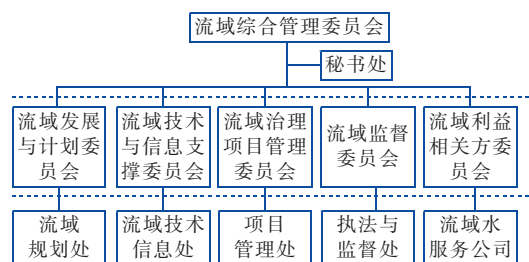 流域综合管理委员会
秘书处
流域发展
与计划委
员会
流域技术
与信息支
撑委员会
流域治理
项目管理
委员会
流域监督
委员会
流域利益
相关方委
员会
流域
规划处
流域技术
信息处
项目
管理处
执法与
监督处
流域水
服务公司